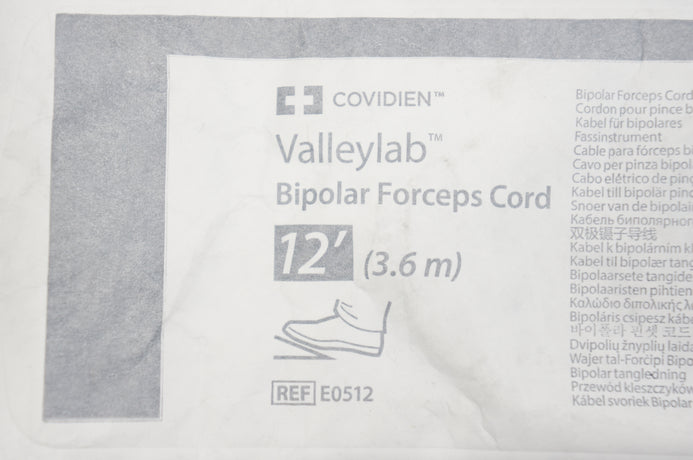 COVIDIEN™
Valleylab™
Bipolar Forceps Cord
12' (3.6 m)
REF E0512
Bipolar Forceps Cord
Cordon pour pince
Kabel für bipolares
Fassinstrument
Cable para fórceps
Cavo per pinza
Cabo elétrico de
Kabel till bipolär
Snoer van de
Кабель
双极镊子导线
Kabel k bipolárním
Kabel til bipolær
Bipolaarsete
Bipolaaristen
Καλώδιο διπολικής
Bipoláris csipesz
바이폴라 핀셋 코드
Dvipolių žnyplių
Wajer tal-Forċipi
Bipolar tangledning
Przewód
Kábel svoriek Bipolar